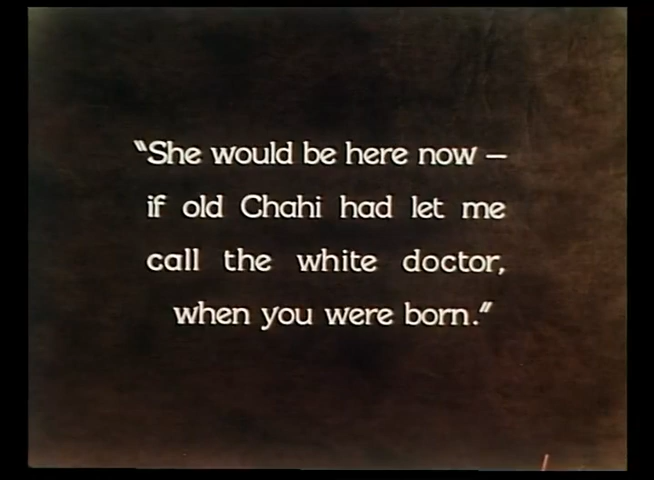 "She would be here now —
if old Chahi had let me
call the white doctor,
when you were born."